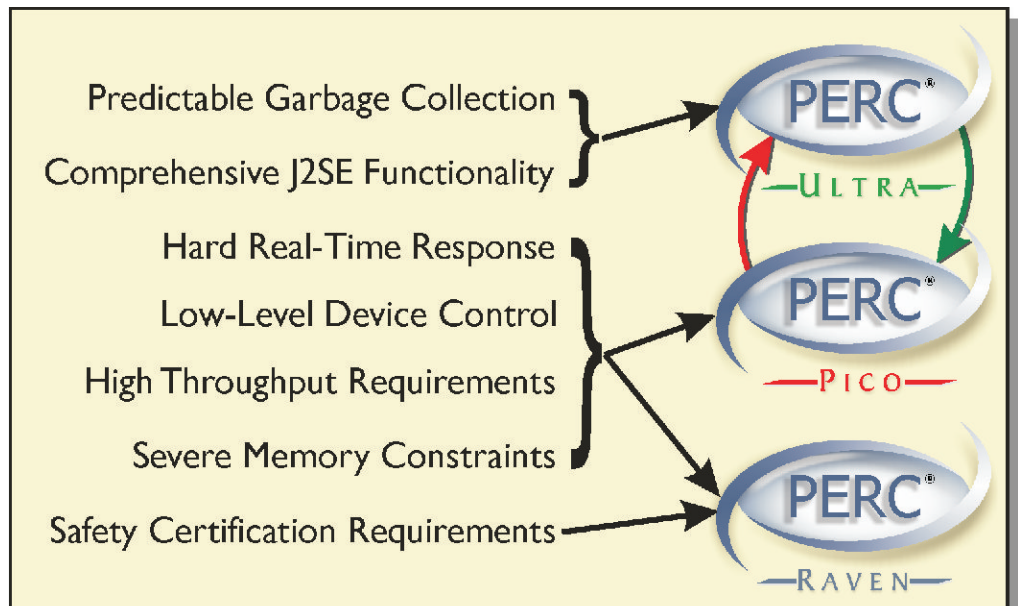 Predictable Garbage Collection
Comprehensive J2SE Functionality
Hard Real-Time Response
Low-Level Device Control
High Throughput Requirements
Severe Memory Constraints
Safety Certification Requirements
PERC®
ULTRA
PERC®
PICO
PERC®
RAVEN